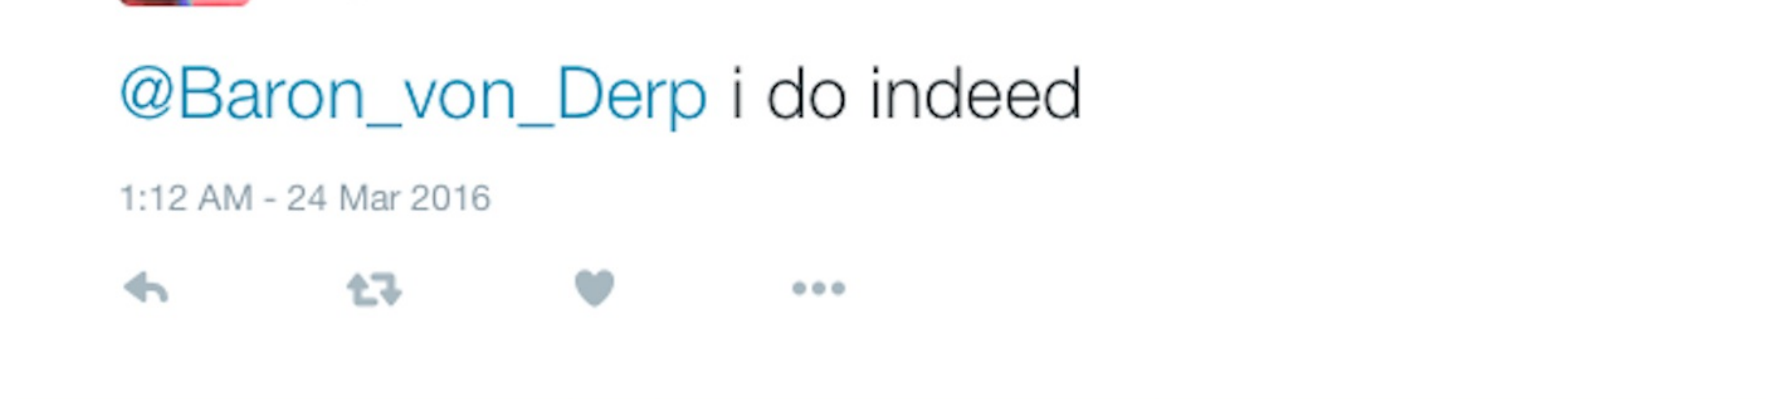 @Baron_von_Derp i do indeed
1:12 AM - 24 Mar 2016